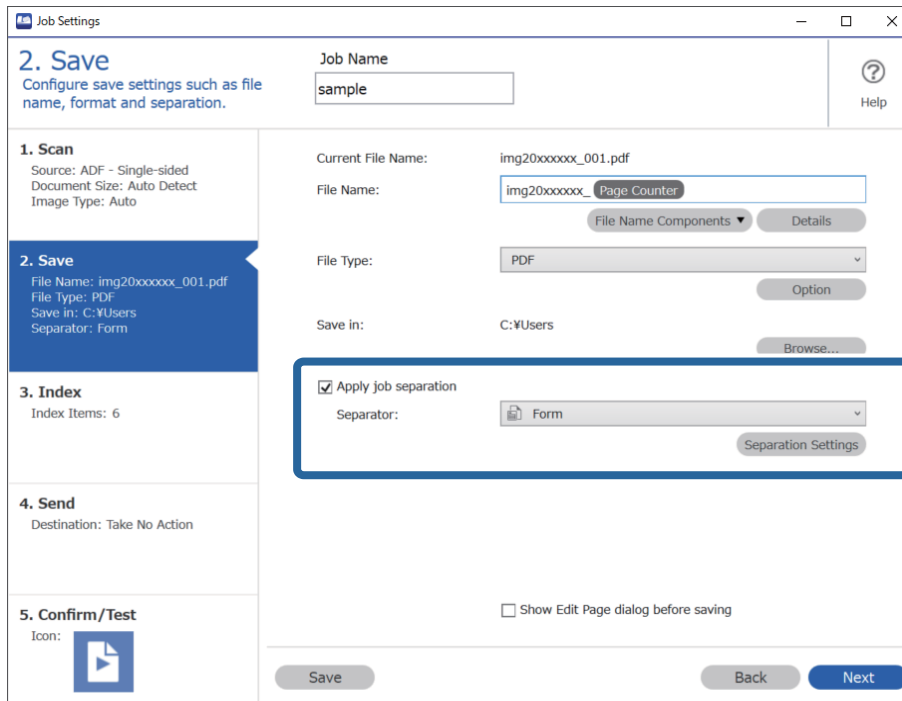 Job Settings
2. Save
Configure save settings such as file
name, format and separation.
Job Name
sample
Help
1. Scan
Source: ADF - Single-sided
Document Size: Auto Detect
Image Type: Auto
2. Save
File Name: img20xxxxxx_001.pdf
File Type: PDF
Save in: C:¥Users
Separator: Form
3. Index
Index Items: 6
4. Send
Destination: Take No Action
5. Confirm/Test
Icon:
Current File Name: img20xxxxxx_001.pdf
File Name: img20xxxxxx_ Page Counter
File Name Components ▼ Details
File Type: PDF
Option
Save in: C:¥Users
Browse...
Apply job separation
Separator: Form
Separation Settings
Show Edit Page dialog before saving
Save Back Next